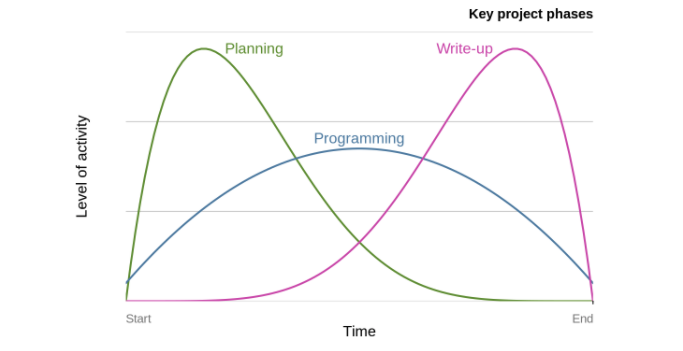 Key project phases
Planning
Write-up
Programming
Level of activity
Start
End
Time